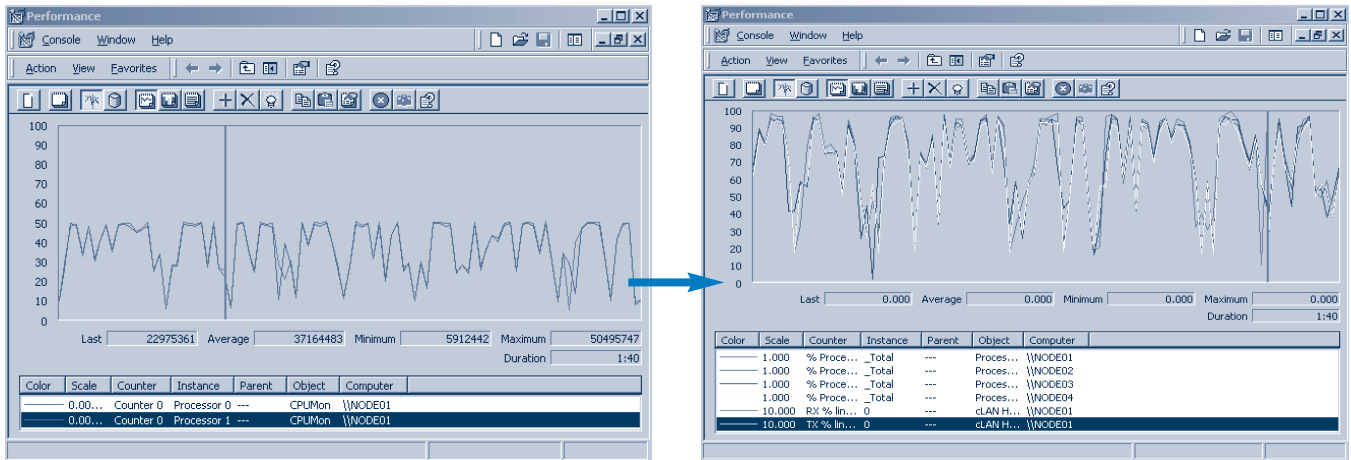 Performance
Console Window Help
Action View Favorites
100
90
80
70
60
50
40
30
20
10
0
Last 22975361 Average 37164483 Minimum 5912442 Maximum 50495747
Duration 1:40
Color Scale Counter Instance Parent Object Computer
0.00... Counter 0 Processor 0 --- CPUMon \\NODE01
0.00... Counter 0 Processor 1 --- CPUMon \\NODE01
Performance
Console Window Help
Action View Favorites
100
90
80
70
60
50
40
30
20
10
0
Last 0.000 Average 0.000 Minimum 0.000 Maximum 0.000
Duration 1:40
Color Scale Counter Instance Parent Object Computer
1.000 % Proce... _Total --- Proces... \\NODE01
1.000 % Proce... _Total --- Proces... \\NODE02
1.000 % Proce... _Total --- Proces... \\NODE03
1.000 % Proce... _Total --- Proces... \\NODE04
10.000 RX % lin... 0 --- cLAN H... \\NODE01
10.000 TX % lin... 0 --- cLAN H... \\NODE01